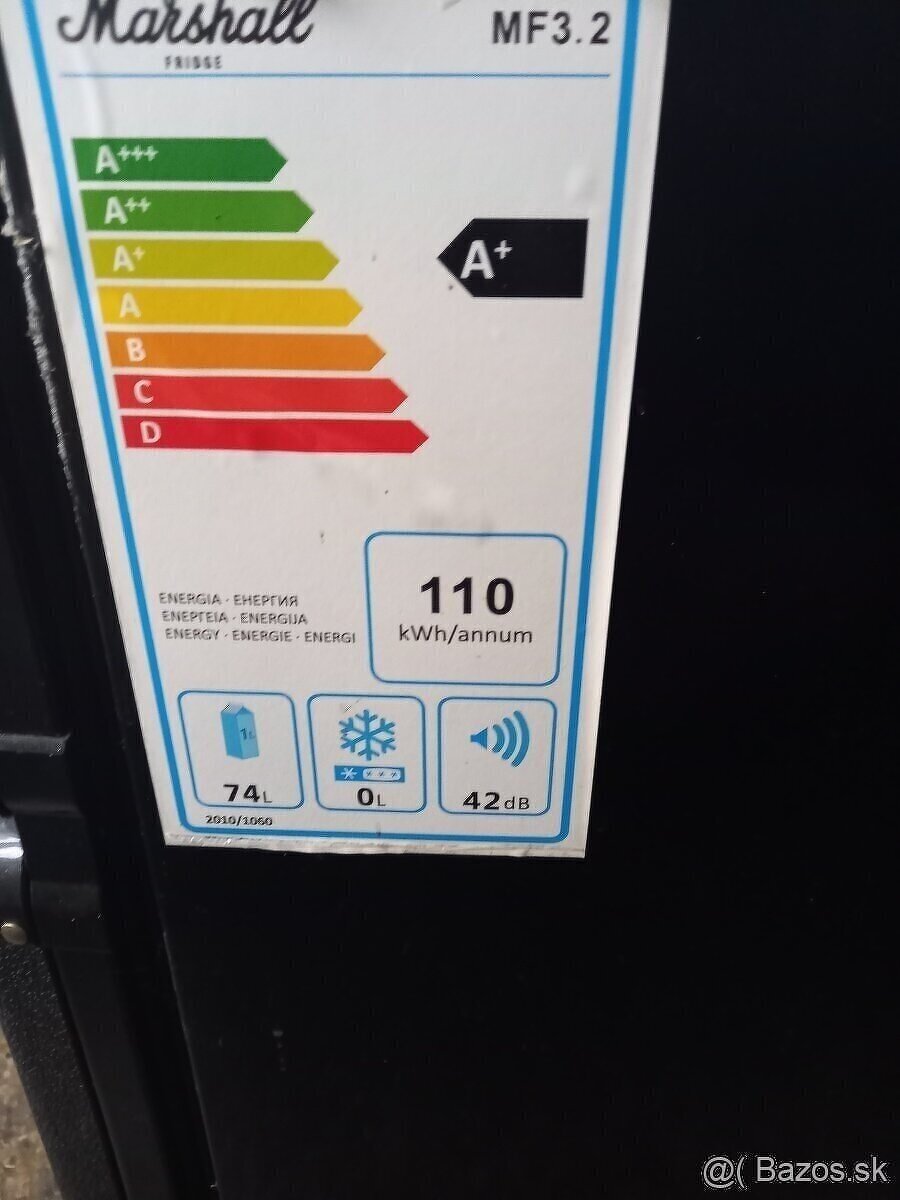 Marshall MF3.2
FRIDGE
A+++
A++
A+
A+
A
B
C
D
110
kWh/annum
ENERGIA · ЕНЕРГИЯ
ΕΝΕΡΓΕΙΑ · ENERGIJA
ENERGY · ENERGIE · ENERGI
1L
74L
0L
42dB
2010/1060
@( Bazos.sk